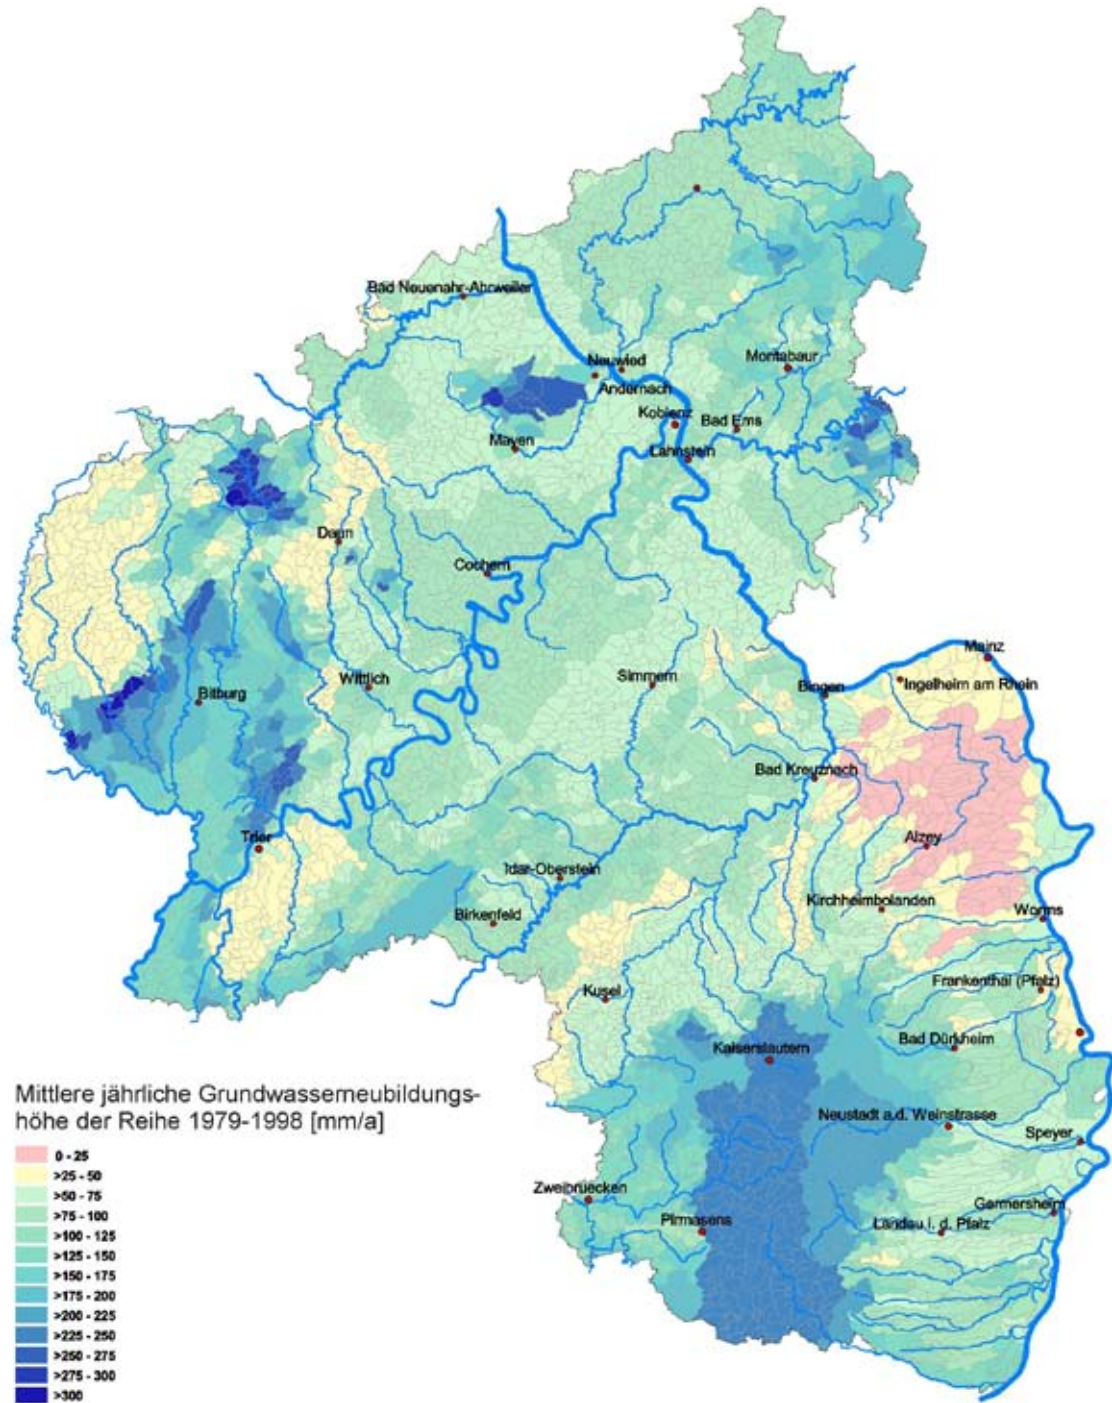 Bad Neuenahr-Ahrweiler
Neuwied
Andernach
Montabaur
Koblenz
Bad Ems
Mayen
Lahnstein
Daun
Cochem
Mainz
Wittlich
Simmern
Bingen
Ingelheim am Rhein
Bitburg
Bad Kreuznach
Trier
Alzey
Idar-Oberstein
Kirchheimbolanden
Birkenfeld
Worms
Kusel
Frankenthal (Pfalz)
Kaiserslautern
Bad Dürkheim
Mittlere jährliche Grundwasserneubildungs-
höhe der Reihe 1979-1998 [mm/a]
Neustadt a.d. Weinstrasse
Speyer
Zweibruecken
Pirmasens
Germersheim
Landau i. d. Pfalz
0 - 25
>25 - 50
>50 - 75
>75 - 100
>100 - 125
>125 - 150
>150 - 175
>175 - 200
>200 - 225
>225 - 250
>250 - 275
>275 - 300
>300